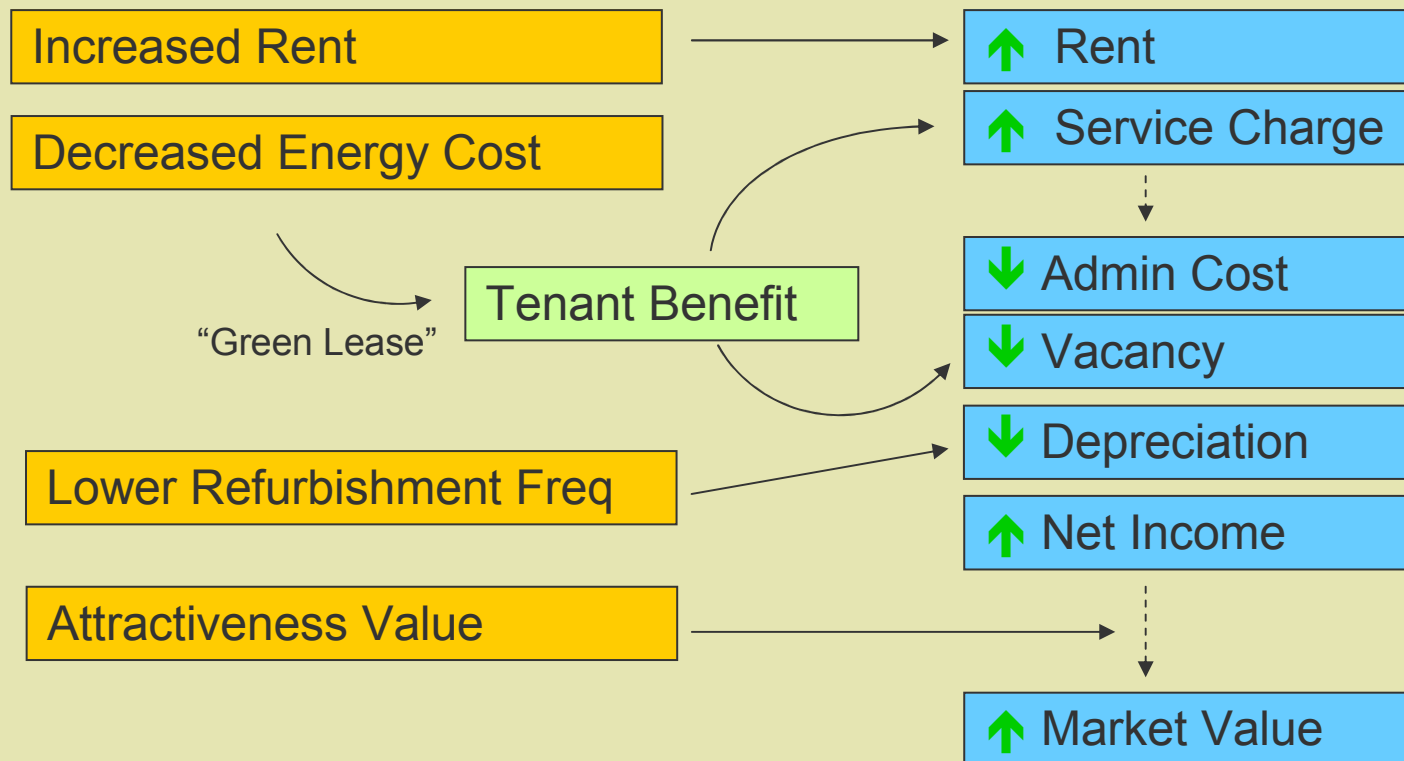 Increased Rent
Rent
Decreased Energy Cost
Service Charge
Admin Cost
Tenant Benefit
“Green Lease”
Vacancy
Depreciation
Lower Refurbishment Freq
Net Income
Attractiveness Value
Market Value